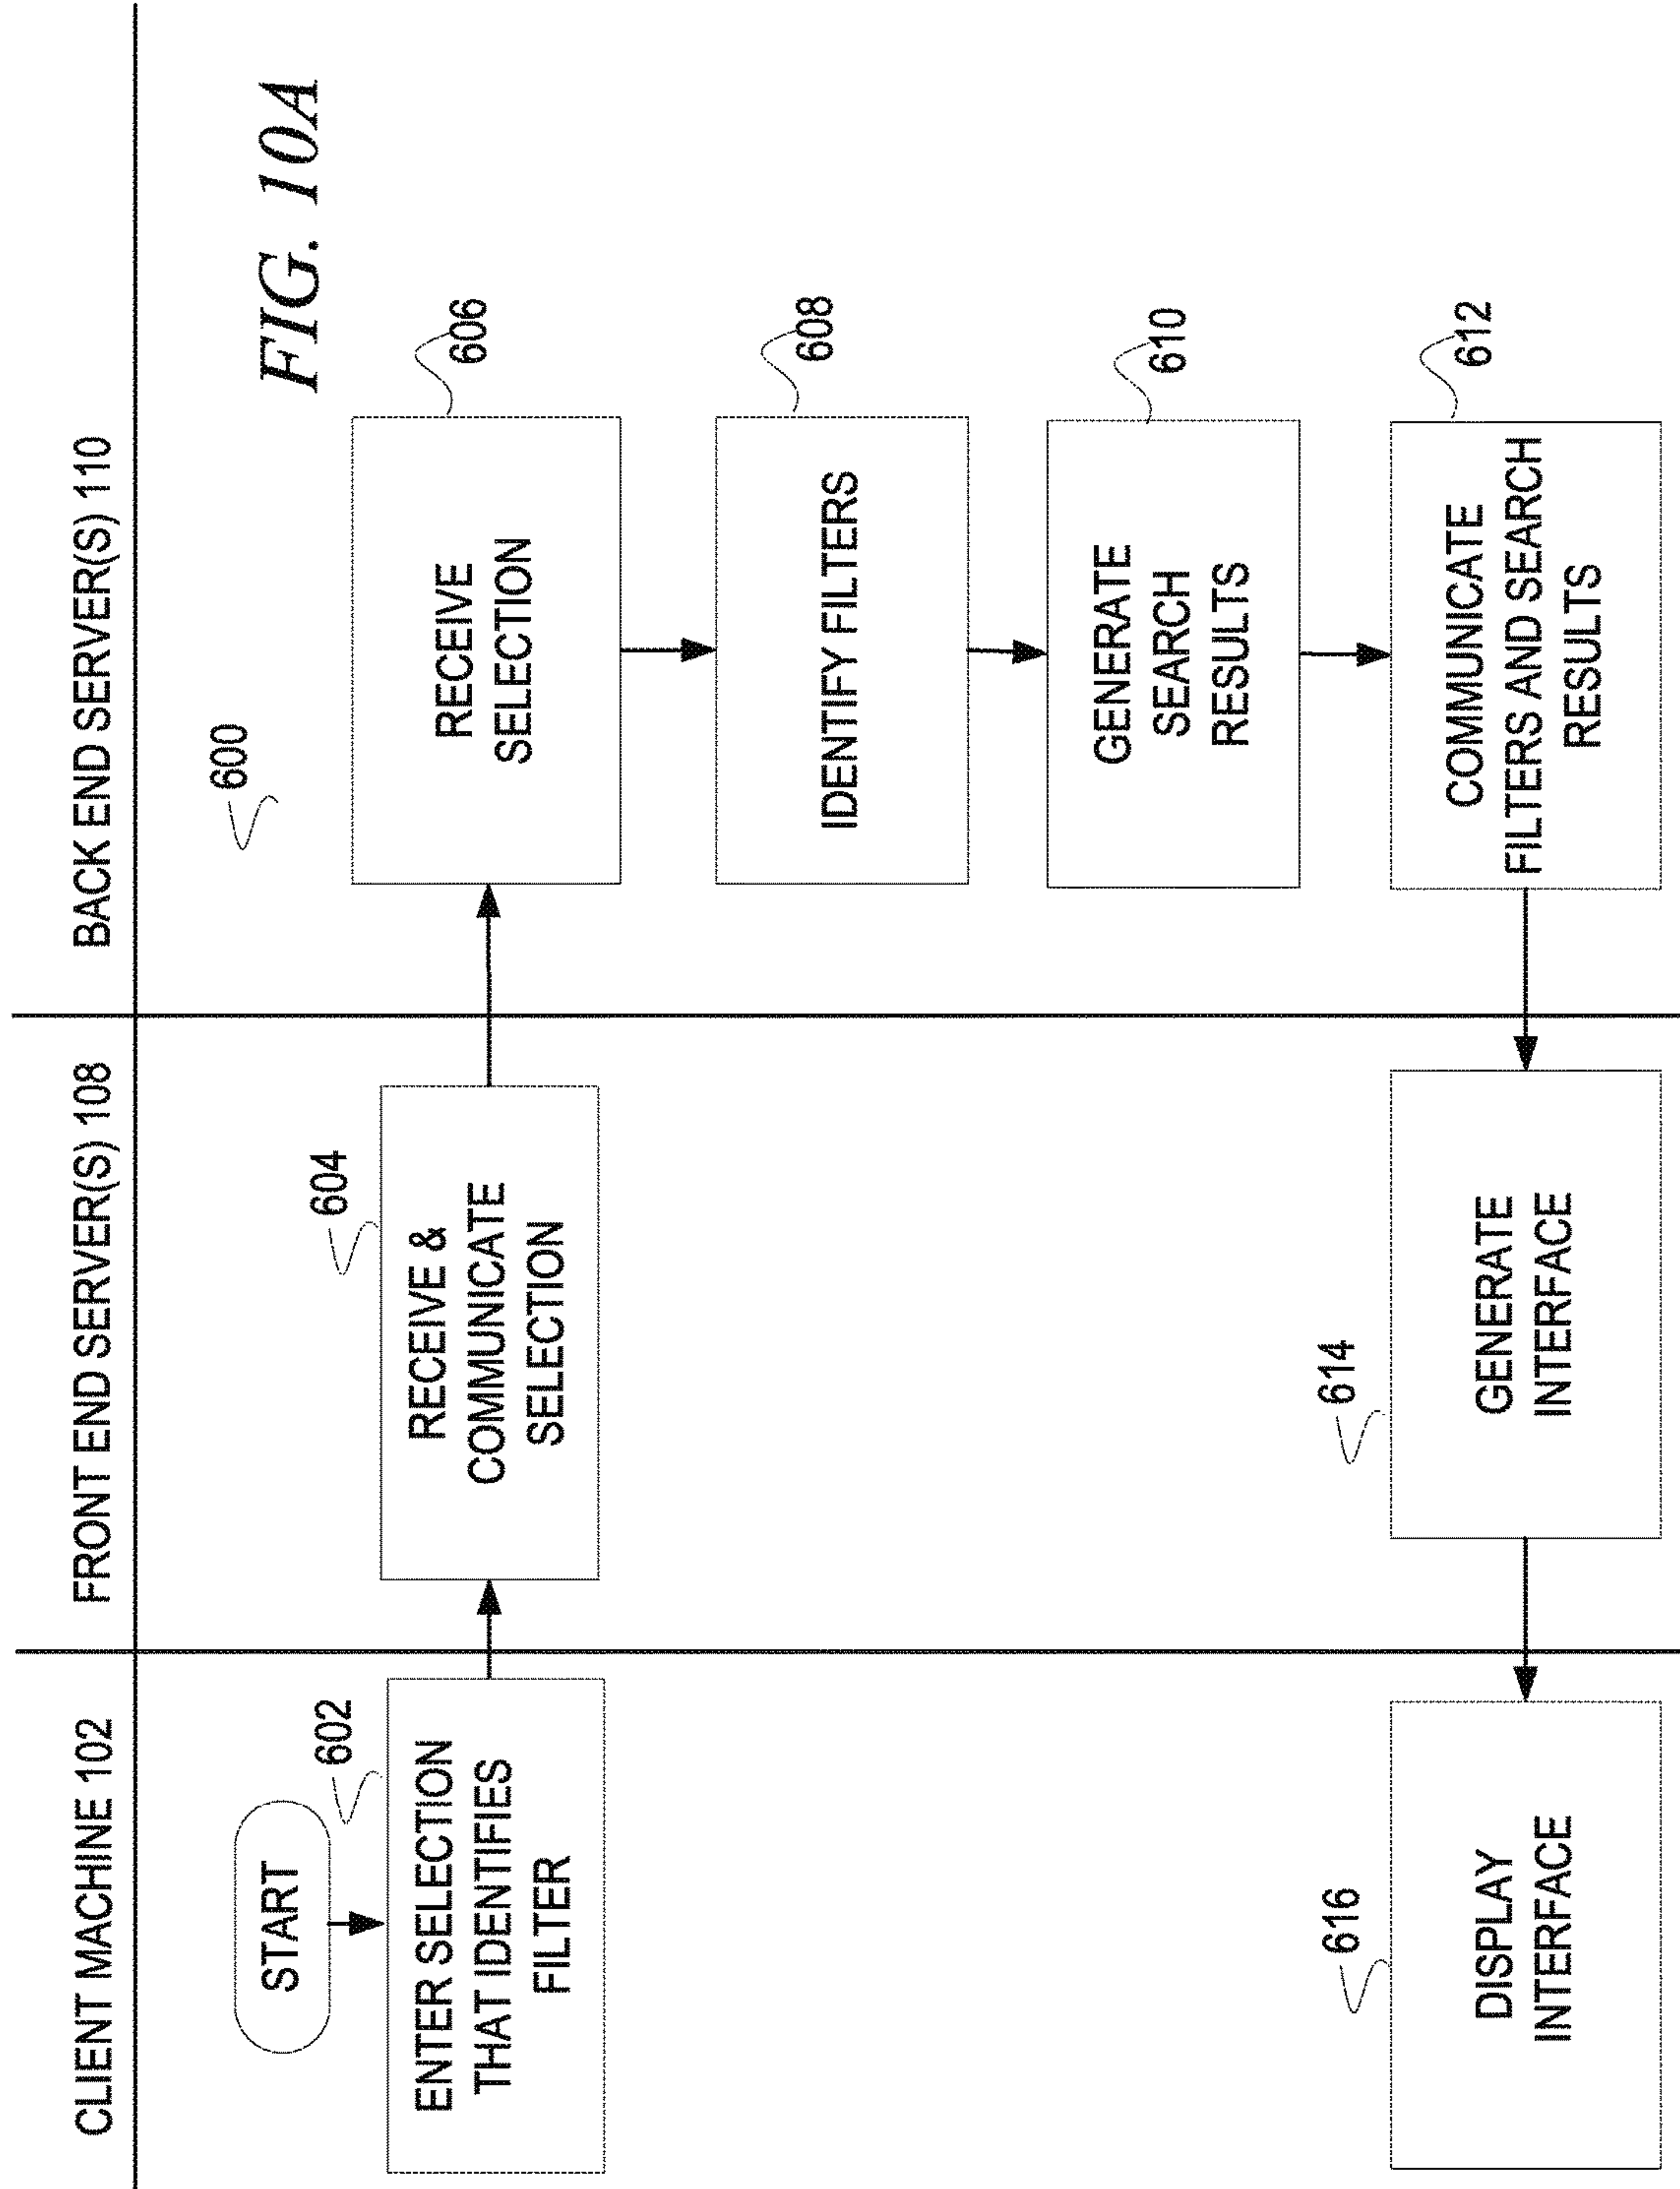 CLIENT MACHINE 102
FRONT END SERVER(S) 108
BACK END SERVER(S) 110
FIG. 10A
600
START
602
ENTER SELECTION
THAT IDENTIFIES
FILTER
604
RECEIVE &
COMMUNICATE
SELECTION
606
RECEIVE
SELECTION
608
IDENTIFY FILTERS
610
GENERATE
SEARCH
RESULTS
612
COMMUNICATE
FILTERS AND SEARCH
RESULTS
614
GENERATE
INTERFACE
616
DISPLAY
INTERFACE